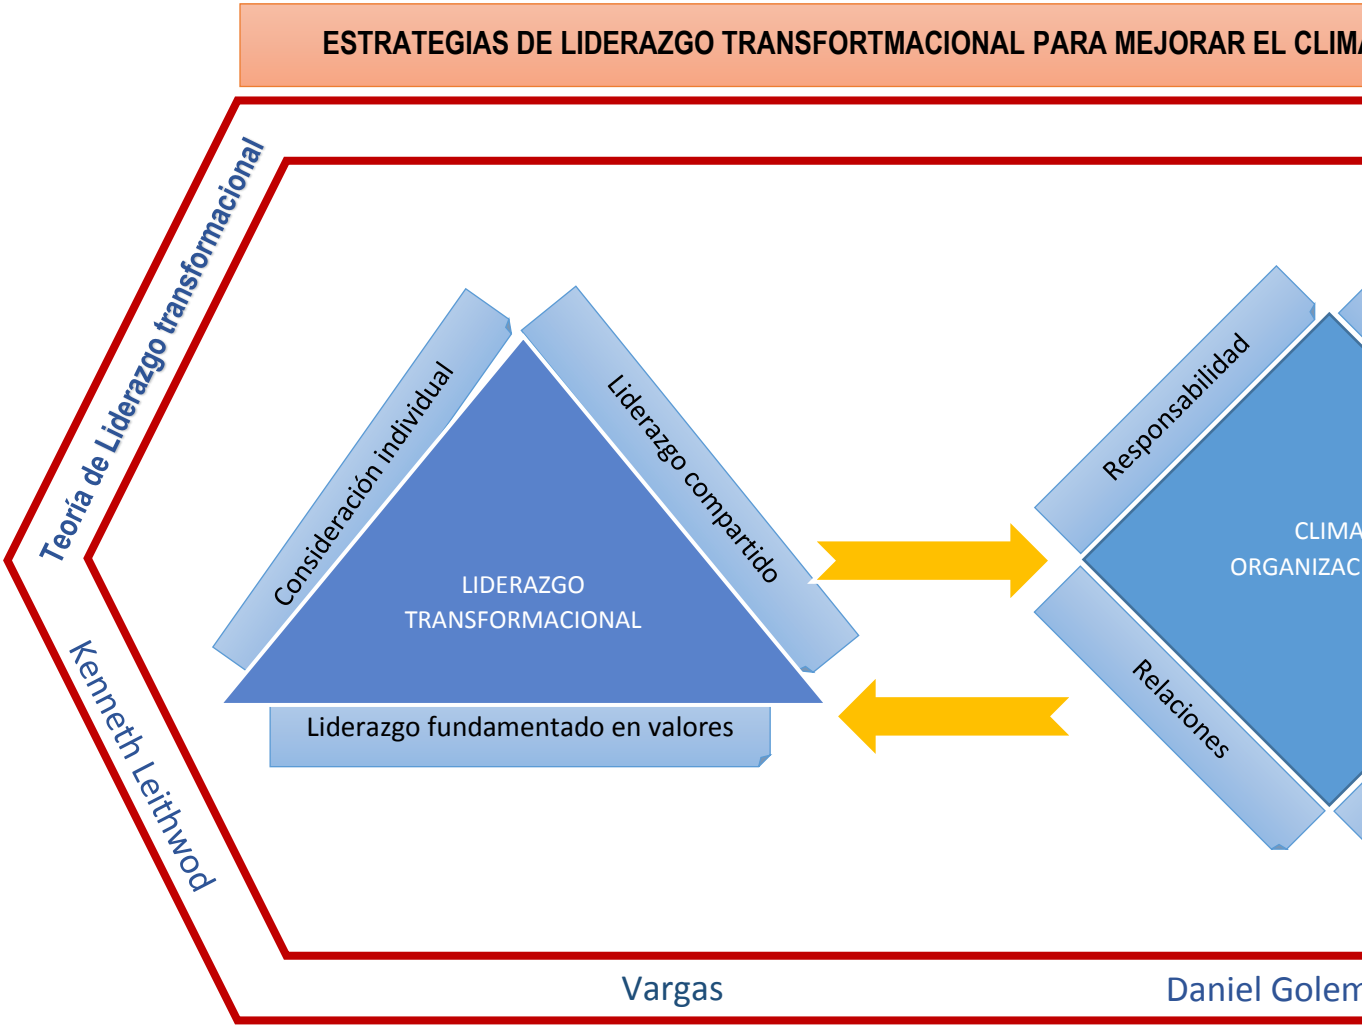 ESTRATEGIAS DE LIDERAZGO TRANSFORTMACIONAL PARA MEJORAR EL CLIMA
Teoría de Liderazgo transformacional
Consideración individual
Liderazgo compartido
Responsabilidad
LIDERAZGO
TRANSFORMACIONAL
CLIMA
ORGANIZAC
Relaciones
Liderazgo fundamentado en valores
Kenneth Leithwod
Vargas
Daniel Golem